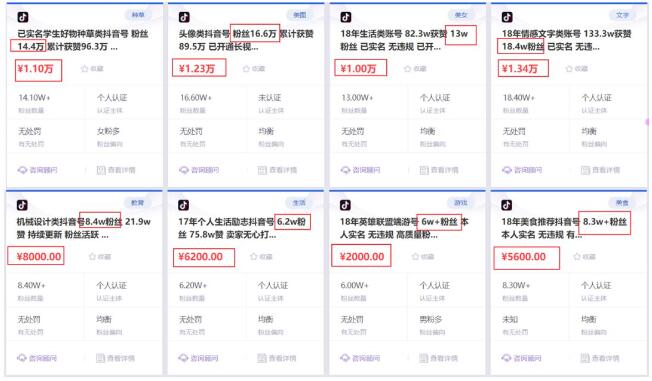 种草
已实名学生好物种草类抖音号 粉丝
14.4万 累计获赞96.3万 ...
¥1.10万
收藏
14.10W+
个人认证
粉丝数量
认证主体
无处罚
女粉多
有无处罚
粉丝偏向
咨询顾问
查看详情
美图
头像类抖音号 粉丝16.6万 累计获赞
89.5万 已开通长视...
¥1.23万
收藏
16.60W+
未认证
粉丝数量
认证主体
无处罚
均衡
有无处罚
粉丝偏向
咨询顾问
查看详情
美女
18年生活类账号 82.3w获赞 13w
粉丝 已实名 无违规 已开...
¥1.00万
收藏
13.00W+
个人认证
粉丝数量
认证主体
无处罚
均衡
有无处罚
粉丝偏向
咨询顾问
查看详情
文字
18年情感文字类账号 133.3w获赞
18.4w粉丝 已实名 无违...
¥1.34万
收藏
18.40W+
个人认证
粉丝数量
认证主体
无处罚
均衡
有无处罚
粉丝偏向
咨询顾问
查看详情
教育
机械设计类抖音号8.4w粉丝 21.9w
赞 持续更新 粉丝活跃 ...
¥8000.00
收藏
8.40W+
个人认证
粉丝数量
认证主体
无处罚
均衡
有无处罚
粉丝偏向
咨询顾问
查看详情
生活
17年个人生活励志抖音号 6.2w粉
丝 75.8w赞 卖家无心打...
¥6200.00
收藏
6.20W+
个人认证
粉丝数量
认证主体
无处罚
均衡
有无处罚
粉丝偏向
咨询顾问
查看详情
游戏
18年英雄联盟端游号 6w+粉丝 本
人实名 无违规 高质量粉...
¥2000.00
收藏
6.00W+
个人认证
粉丝数量
认证主体
无处罚
男粉多
有无处罚
粉丝偏向
咨询顾问
查看详情
美食
18年美食推荐抖音号 8.3w+粉丝
本人实名 无违规 有...
¥5600.00
收藏
8.30W+
个人认证
粉丝数量
认证主体
未知
均衡
有无处罚
粉丝偏向
咨询顾问
查看详情